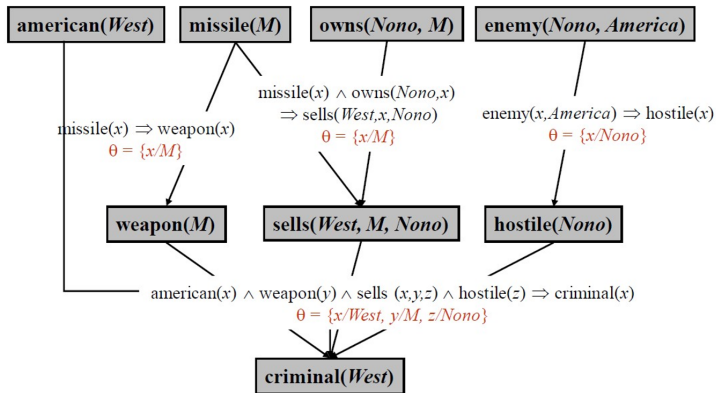 american(West)
missile(M)
owns(Nono, M)
enemy(Nono, America)
missile(x) ∧ owns(Nono,x)
⇒ sells(West,x,Nono)
θ = {x/M}
missile(x) ⇒ weapon(x)
θ = {x/M}
enemy(x,America) ⇒ hostile(x)
θ = {x/Nono}
weapon(M)
sells(West, M, Nono)
hostile(Nono)
american(x) ∧ weapon(y) ∧ sells (x,y,z) ∧ hostile(z) ⇒ criminal(x)
θ = {x/West, y/M, z/Nono}
criminal(West)